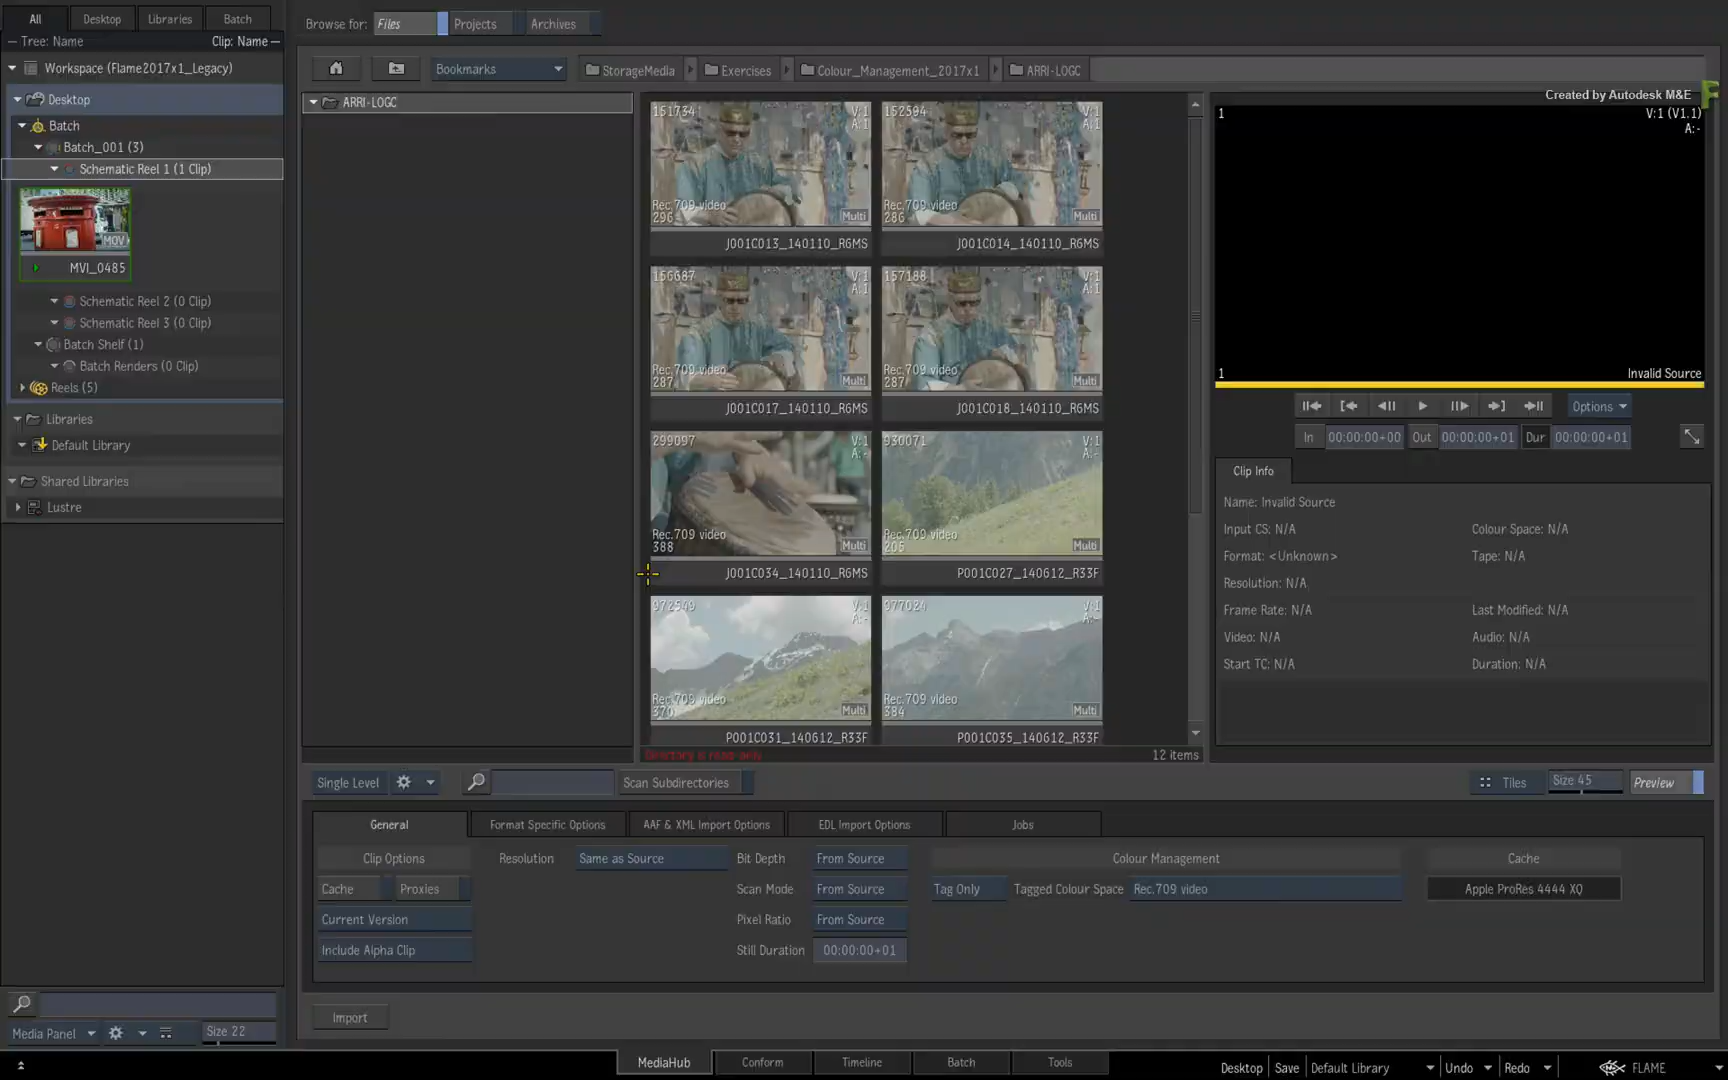 All Desktop Libraries Batch
Tree: Name Clip: Name
Workspace (Flame2017x1_Legacy)
Desktop
Batch
Batch_001 (3)
Schematic Reel 1 (1 Clip)
MOV
MVI_0485
Schematic Reel 2 (0 Clip)
Schematic Reel 3 (0 Clip)
Batch Shelf (1)
Batch Renders (0 Clip)
Reels (5)
Libraries
Default Library
Shared Libraries
Lustre
Media Panel Size 22
Browse for: Files Projects Archives
Bookmarks StorageMedia Exercises Colour_Management_2017x1 ARRI-LOGC
ARRI-LOGC
151734 V:1 A:1 152594 V:1 A:1
Rec.709 video Rec.709 video
296 Multi 286 Multi
J001C013_140110_R6MS J001C014_140110_R6MS
156687 V:1 A:1 157188 V:1 A:1
Rec.709 video Rec.709 video
287 Multi 287 Multi
J001C017_140110_R6MS J001C018_140110_R6MS
299097 V:1 A:- 930071 V:1 A:-
Rec.709 video Rec.709 video
388 Multi 205 Multi
J001C034_140110_R6MS P001C027_140612_R33F
972549 V:1 A:- 977024 V:1 A:-
Rec.709 video Rec.709 video
370 Multi 384 Multi
P001C031_140612_R33F P001C035_140612_R33F
Directory is read-only 12 items
Created by Autodesk M&E
1 V:1 (V1.1)
A:-
1 Invalid Source
Options
In 00:00:00+00 Out 00:00:00+01 Dur 00:00:00+01
Clip Info
Name: Invalid Source
Input CS: N/A Colour Space: N/A
Format: <Unknown> Tape: N/A
Resolution: N/A
Frame Rate: N/A Last Modified: N/A
Video: N/A Audio: N/A
Start TC: N/A Duration: N/A
Single Level Scan Subdirectories Tiles Size 45 Preview
General Format Specific Options AAF & XML Import Options EDL Import Options Jobs
Clip Options Resolution Same as Source Bit Depth From Source Colour Management Cache
Cache Proxies Scan Mode From Source Tag Only Tagged Colour Space Rec.709 video Apple ProRes 4444 XQ
Current Version Pixel Ratio From Source
Include Alpha Clip Still Duration 00:00:00+01
Import
MediaHub Conform Timeline Batch Tools Desktop Save Default Library Undo Redo FLAME